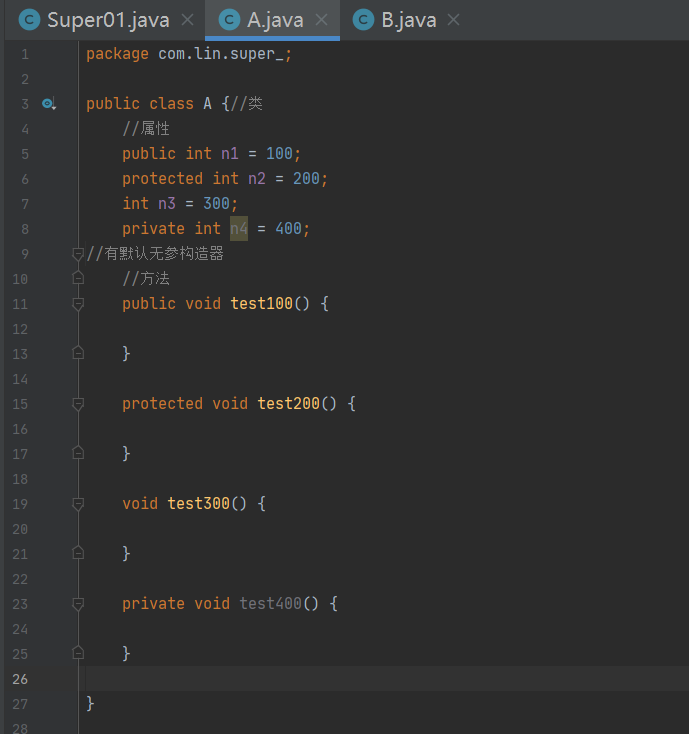 Super01.java A.java B.java
1 package com.lin.super_;
2
3 public class A {//类
4 //属性
5 public int n1 = 100;
6 protected int n2 = 200;
7 int n3 = 300;
8 private int n4 = 400;
9 //有默认无参构造器
10 //方法
11 public void test100() {
12
13 }
14
15 protected void test200() {
16
17 }
18
19 void test300() {
20
21 }
22
23 private void test400() {
24
25 }
26
27 }
28